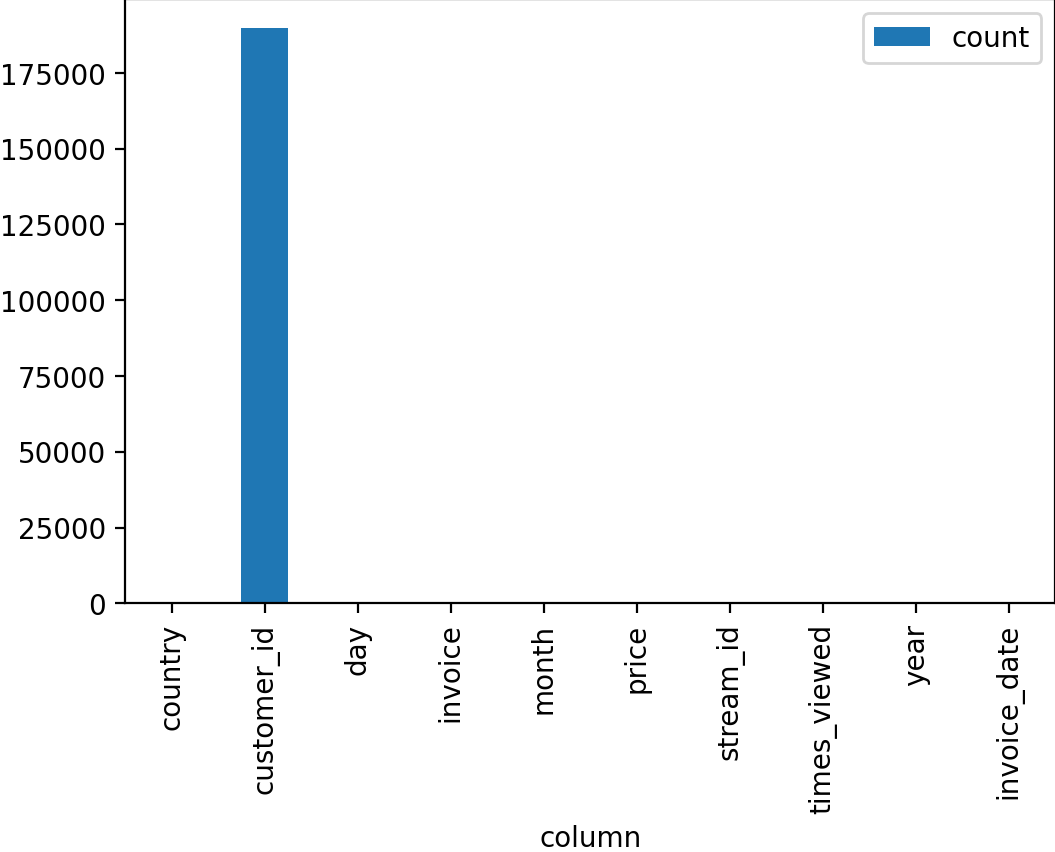 count
175000
150000
125000
100000
75000
50000
25000
0
country
customer_id
day
invoice
month
price
stream_id
times_viewed
year
invoice_date
column